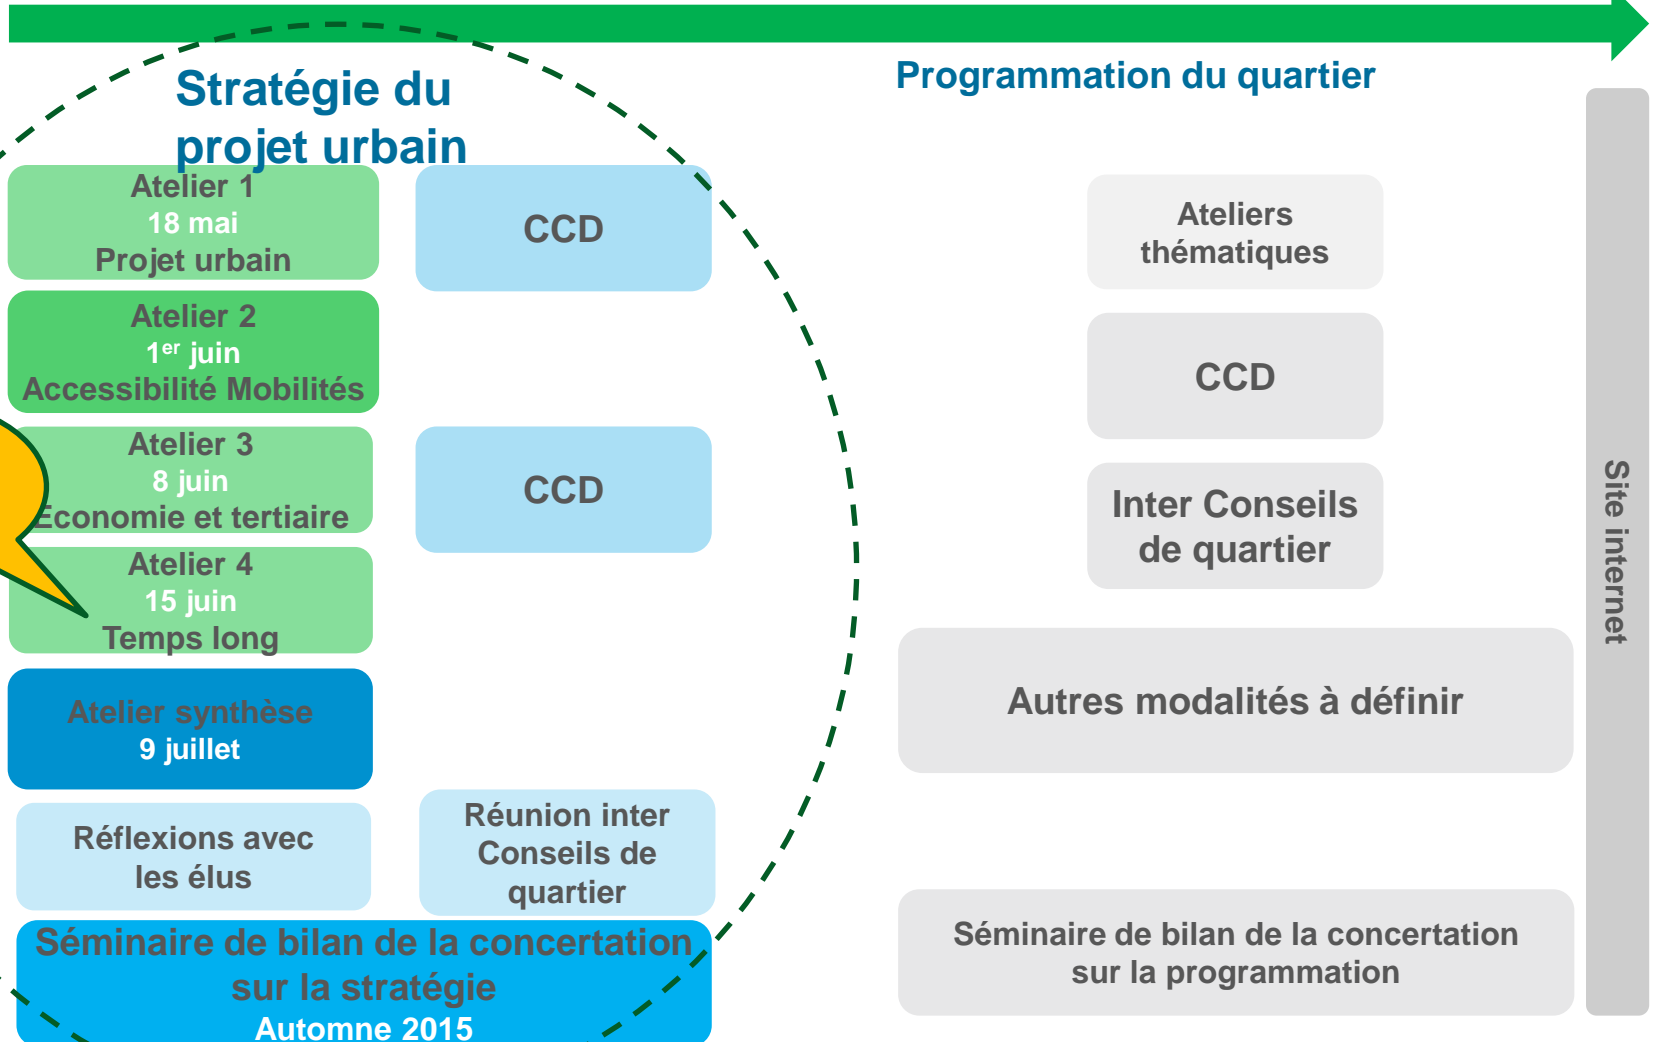 Stratégie du
projet urbain
Atelier 1
18 mai
Projet urbain
CCD
Atelier 2
1er juin
Accessibilité Mobilités
Atelier 3
8 juin
Economie et tertiaire
CCD
Atelier 4
15 juin
Temps long
Atelier synthèse
9 juillet
Réflexions avec
les élus
Réunion inter
Conseils de
quartier
Séminaire de bilan de la concertation
sur la stratégie
Automne 2015
Programmation du quartier
Ateliers
thématiques
CCD
Inter Conseils
de quartier
Autres modalités à définir
Séminaire de bilan de la concertation
sur la programmation
Site internet